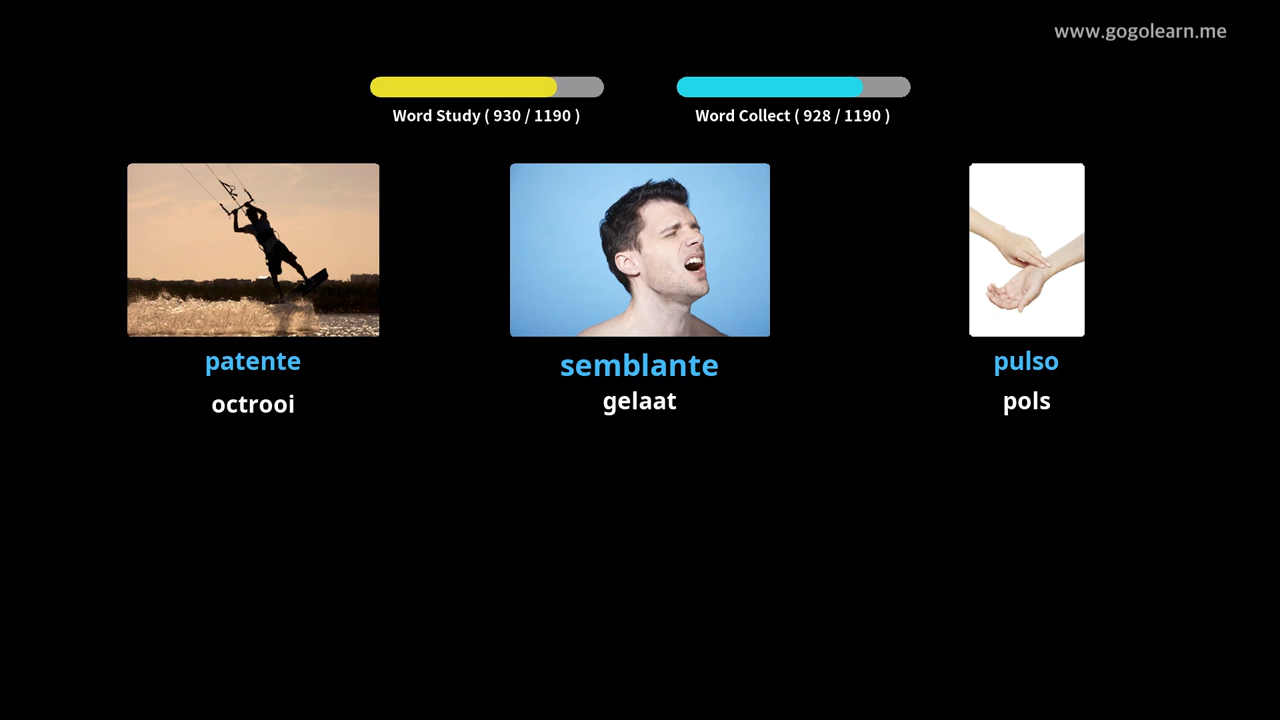 www.gogolearn.me
Word Study ( 930 / 1190 )
Word Collect ( 928 / 1190 )
patente
semblante
pulso
octrooi
gelaat
pols